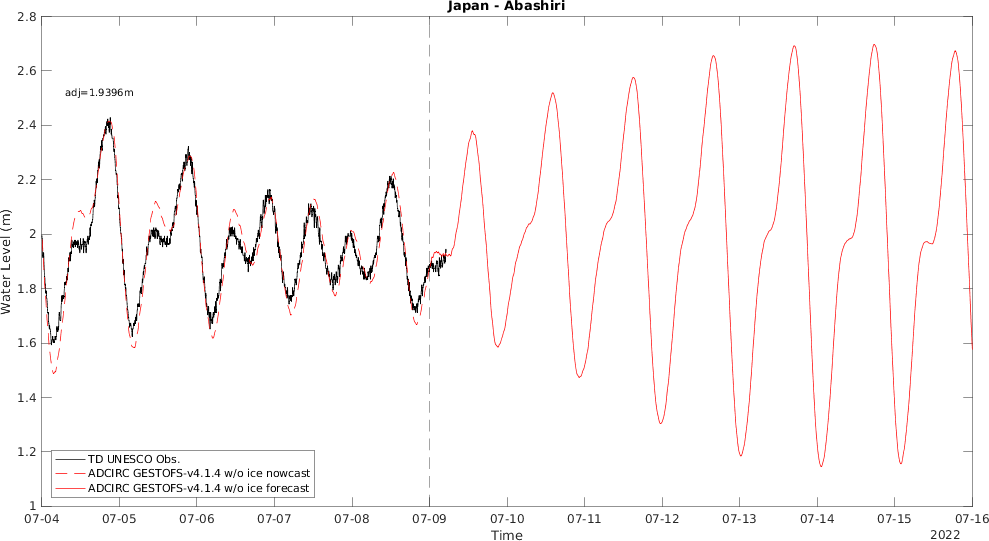 Japan - Abashiri
2.8
2.6
2.4
2.2
2
1.8
1.6
1.4
1.2
1
Water Level (m)
adj=1.9396m
TD UNESCO Obs.
ADCIRC GESTOFS-v4.1.4 w/o ice nowcast
ADCIRC GESTOFS-v4.1.4 w/o ice forecast
07-04 07-05 07-06 07-07 07-08 07-09 07-10 07-11 07-12 07-13 07-14 07-15 07-16
Time
2022